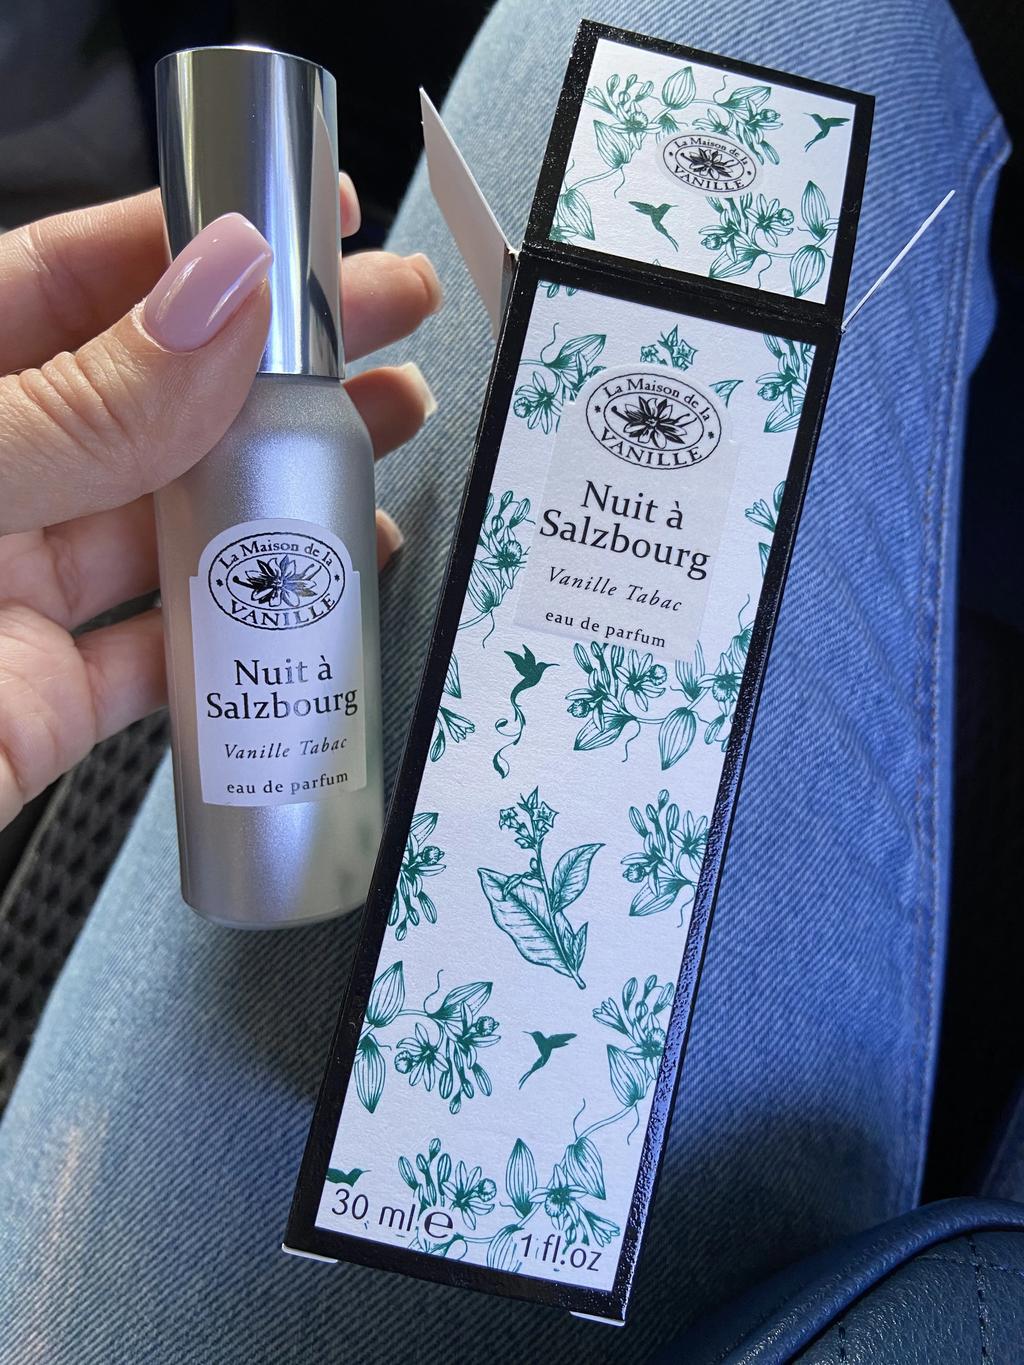 La Maison de la
VANILLE
La Maison de la
VANILLE
Nuit à
Salzbourg
Vanille Tabac
eau de parfum
30 ml e
1 fl.oz
La Maison de la
VANILLE
Nuit à
Salzbourg
Vanille Tabac
eau de parfum